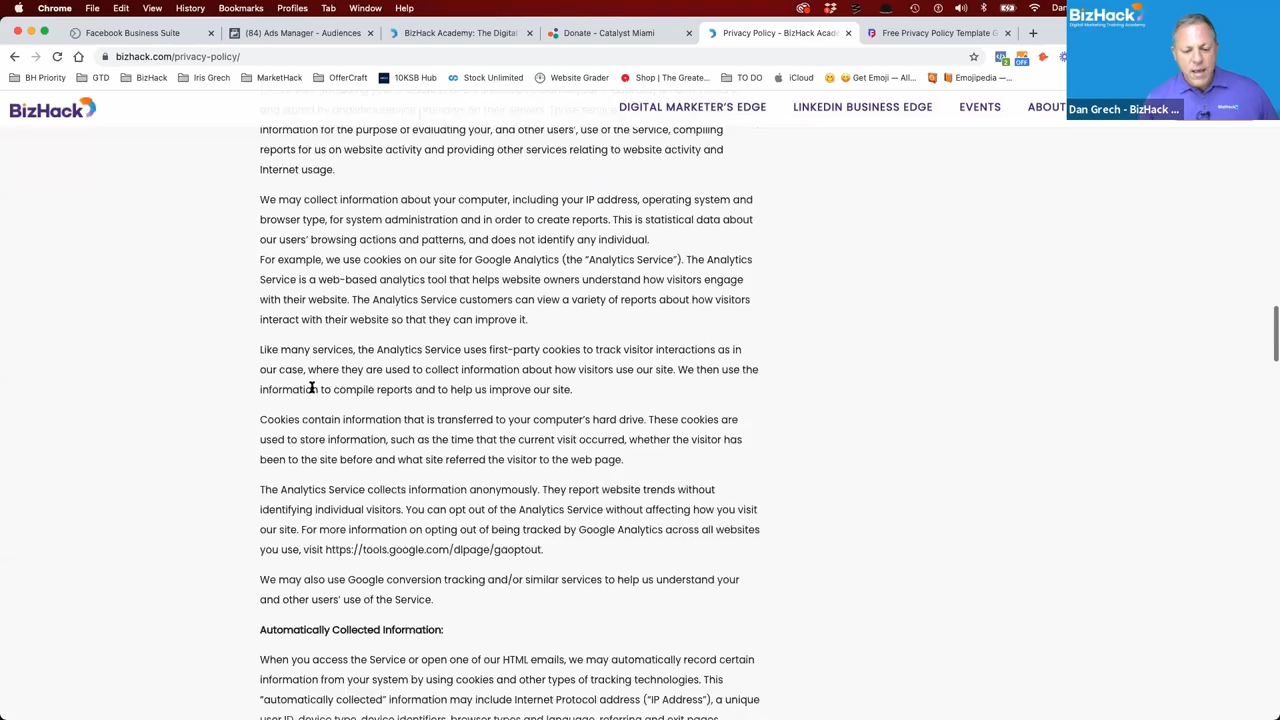 Chrome File Edit View History Bookmarks Profiles Tab Window Help
Facebook Business Suite
(84) Ads Manager - Audiences
BizHack Academy: The Digital
Donate - Catalyst Miami
Privacy Policy - BizHack Acade
Free Privacy Policy Template G
bizhack.com/privacy-policy/
BH Priority GTD BizHack Iris Grech MarketHack OfferCraft 10KSB Hub Stock Unlimited Website Grader Shop | The Greate... TO DO iCloud Get Emoji — All... Emojipedia —...
BizHack
Digital Marketing Training Academy
Dan Grech - BizHack ...
BizHack
DIGITAL MARKETER'S EDGE LINKEDIN BUSINESS EDGE EVENTS ABOUT
information for the purpose of evaluating your, and other users', use of the Service, compiling
reports for us on website activity and providing other services relating to website activity and
Internet usage.
We may collect information about your computer, including your IP address, operating system and
browser type, for system administration and in order to create reports. This is statistical data about
our users' browsing actions and patterns, and does not identify any individual.
For example, we use cookies on our site for Google Analytics (the "Analytics Service"). The Analytics
Service is a web-based analytics tool that helps website owners understand how visitors engage
with their website. The Analytics Service customers can view a variety of reports about how visitors
interact with their website so that they can improve it.
Like many services, the Analytics Service uses first-party cookies to track visitor interactions as in
our case, where they are used to collect information about how visitors use our site. We then use the
information to compile reports and to help us improve our site.
Cookies contain information that is transferred to your computer's hard drive. These cookies are
used to store information, such as the time that the current visit occurred, whether the visitor has
been to the site before and what site referred the visitor to the web page.
The Analytics Service collects information anonymously. They report website trends without
identifying individual visitors. You can opt out of the Analytics Service without affecting how you visit
our site. For more information on opting out of being tracked by Google Analytics across all websites
you use, visit https://tools.google.com/dlpage/gaoptout.
We may also use Google conversion tracking and/or similar services to help us understand your
and other users' use of the Service.
Automatically Collected Information:
When you access the Service or open one of our HTML emails, we may automatically record certain
information from your system by using cookies and other types of tracking technologies. This
"automatically collected" information may include Internet Protocol address ("IP Address"), a unique
user ID, device type, device identifiers, browser types and language, referring and exit pages,